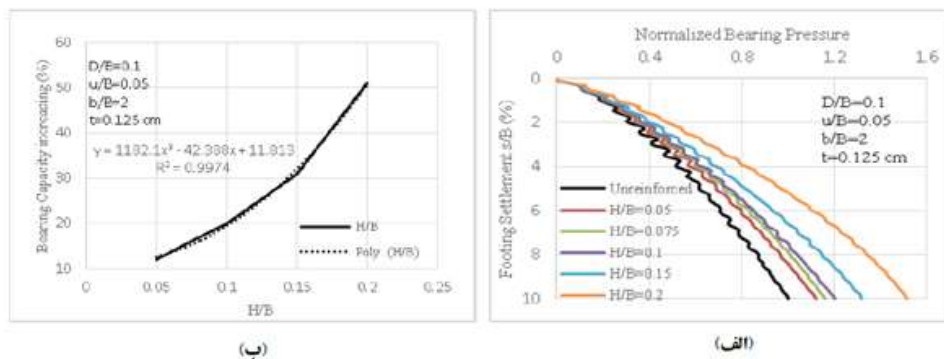 60
50
40
30
20
10
0
0.05
0.1
0.15
0.2
0.25
Bearing Capacity increasing (%)
H/B
D/B=0.1
u/B=0.05
b/B=2
t=0.125 cm
y = 1182.1x² - 42.388x + 11.813
R² = 0.9974
H/B
Poly. (H/B)
(ب)
Normalized Bearing Pressure
0
0.4
0.8
1.2
1.6
0
2
4
6
8
10
Footing Settlement s/B (%)
D/B=0.1
u/B=0.05
b/B=2
t=0.125 cm
Unreinforced
H/B=0.05
H/B=0.075
H/B=0.1
H/B=0.15
H/B=0.2
(الف)